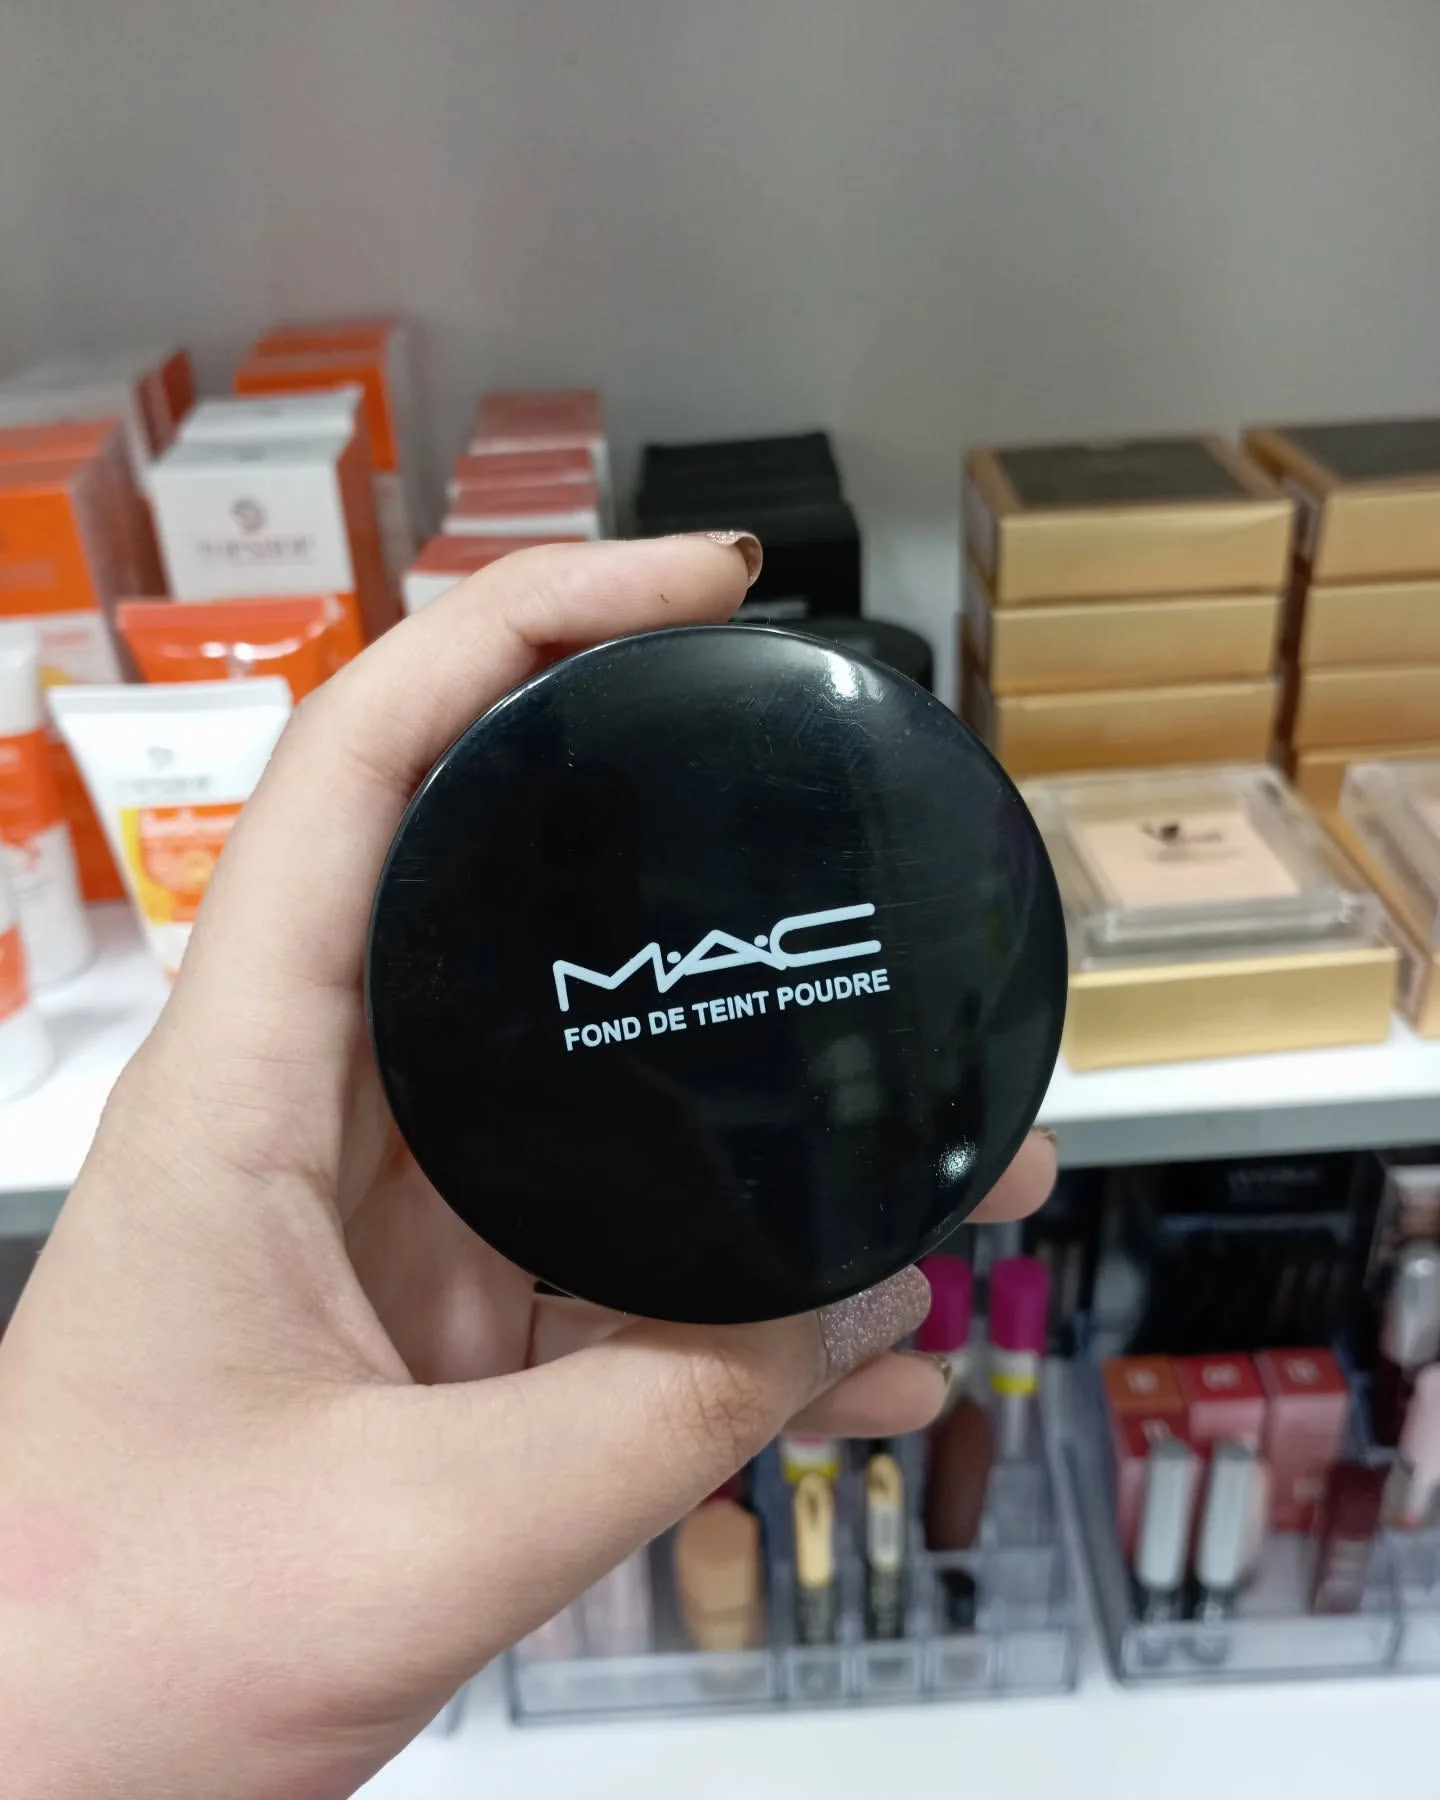 M·A·C
FOND DE TEINT POUDRE